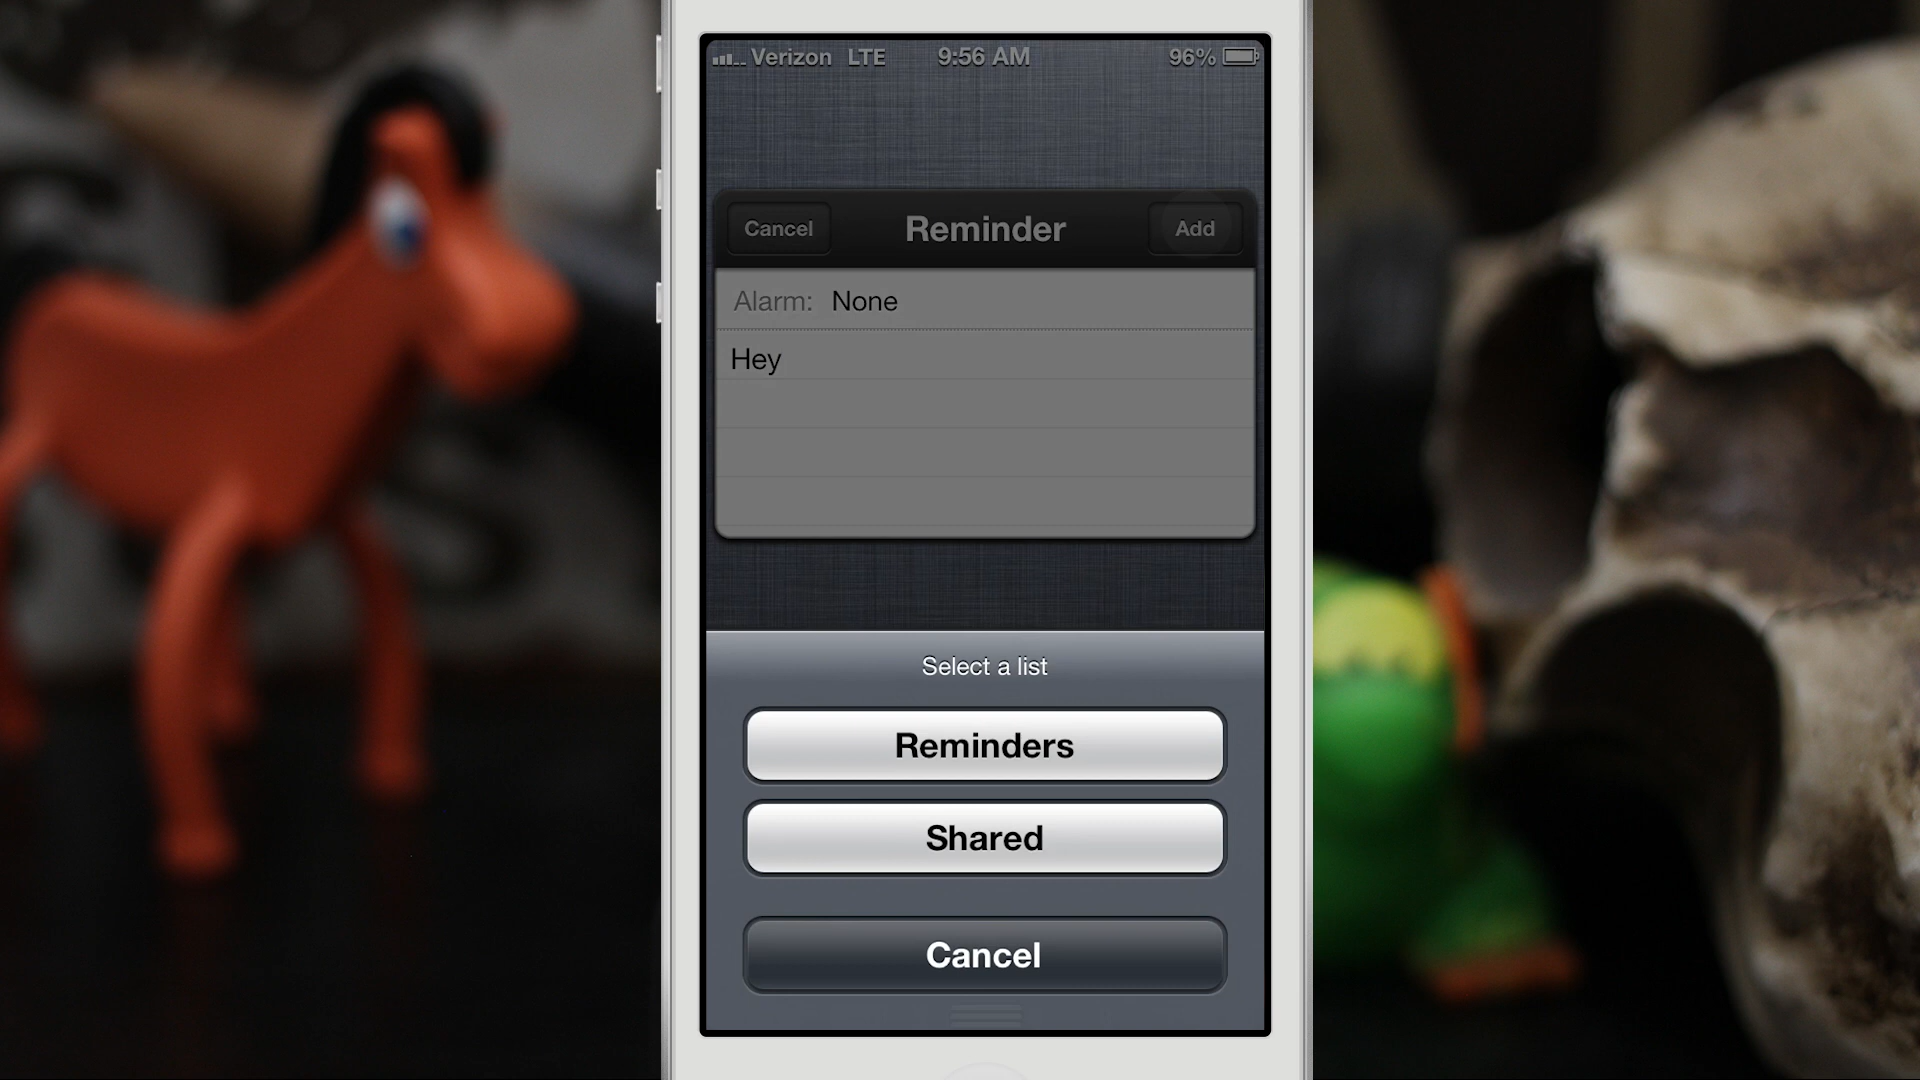 Verizon LTE 9:56 AM 96%
Cancel Reminder Add
Alarm: None
Hey
Select a list
Reminders
Shared
Cancel